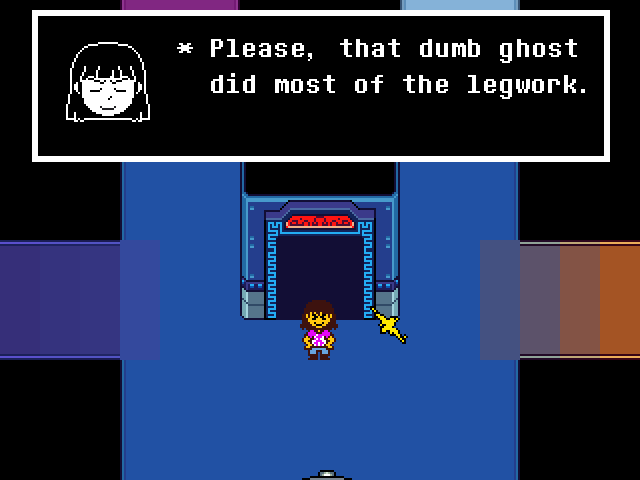 * Please, that dumb ghost
did most of the legwork.